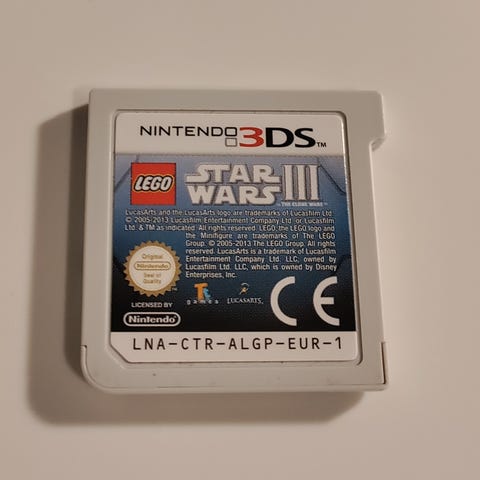 NINTENDO 3DS™
LEGO
STAR WARS III
THE CLONE WARS™
LucasArts and the LucasArts logo are trademarks of Lucasfilm Ltd.
© 2005-2013 Lucasfilm Entertainment Company Ltd. or Lucasfilm
Ltd. & TM as indicated. All rights reserved. LEGO, the LEGO logo and
the Minifigure are trademarks of The LEGO
Group. © 2005-2013 The LEGO Group. All rights
reserved. LucasArts is a trademark of Lucasfilm
Entertainment Company Ltd. LLC, owned by
Lucasfilm Ltd. LLC, which is owned by Disney
Enterprises, Inc.
Original
Nintendo
Seal of
Quality
LICENSED BY
Nintendo
TT games
LUCASARTS
CE
LNA-CTR-ALGP-EUR-1